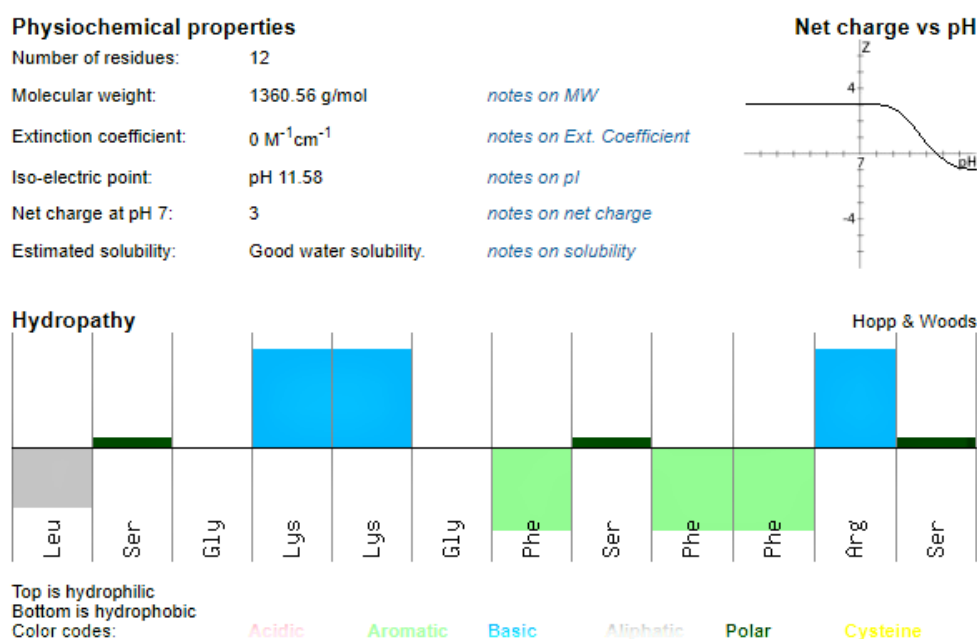 Physiochemical properties
Net charge vs pH
Number of residues: 12
Molecular weight: 1360.56 g/mol notes on MW
Extinction coefficient: 0 M⁻¹cm⁻¹ notes on Ext. Coefficient
Iso-electric point: pH 11.58 notes on pI
Net charge at pH 7: 3 notes on net charge
Estimated solubility: Good water solubility. notes on solubility
Z
4
7 pH
-4
Hydropathy Hopp & Woods
Leu Ser Gly Lys Lys Gly Phe Ser Phe Phe Arg Ser
Top is hydrophilic
Bottom is hydrophobic
Color codes: Acidic Aromatic Basic Aliphatic Polar Cysteine